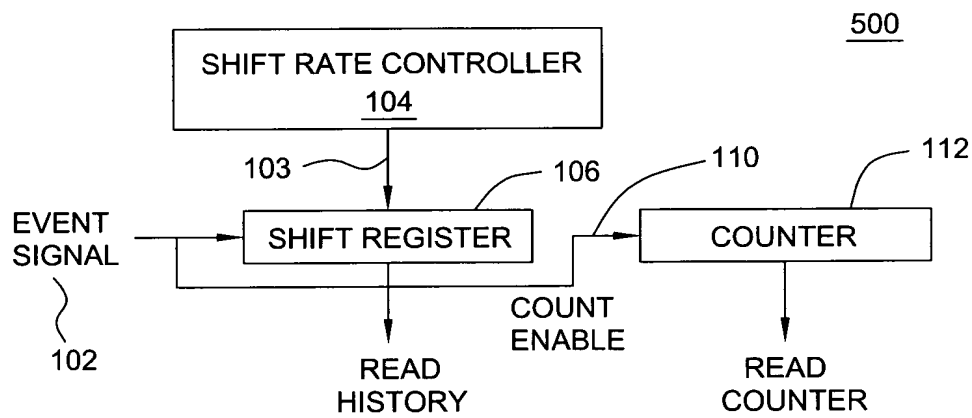 500
SHIFT RATE CONTROLLER
104
103
106
110
112
EVENT
SIGNAL
SHIFT REGISTER
COUNTER
COUNT
ENABLE
102
READ
HISTORY
READ
COUNTER